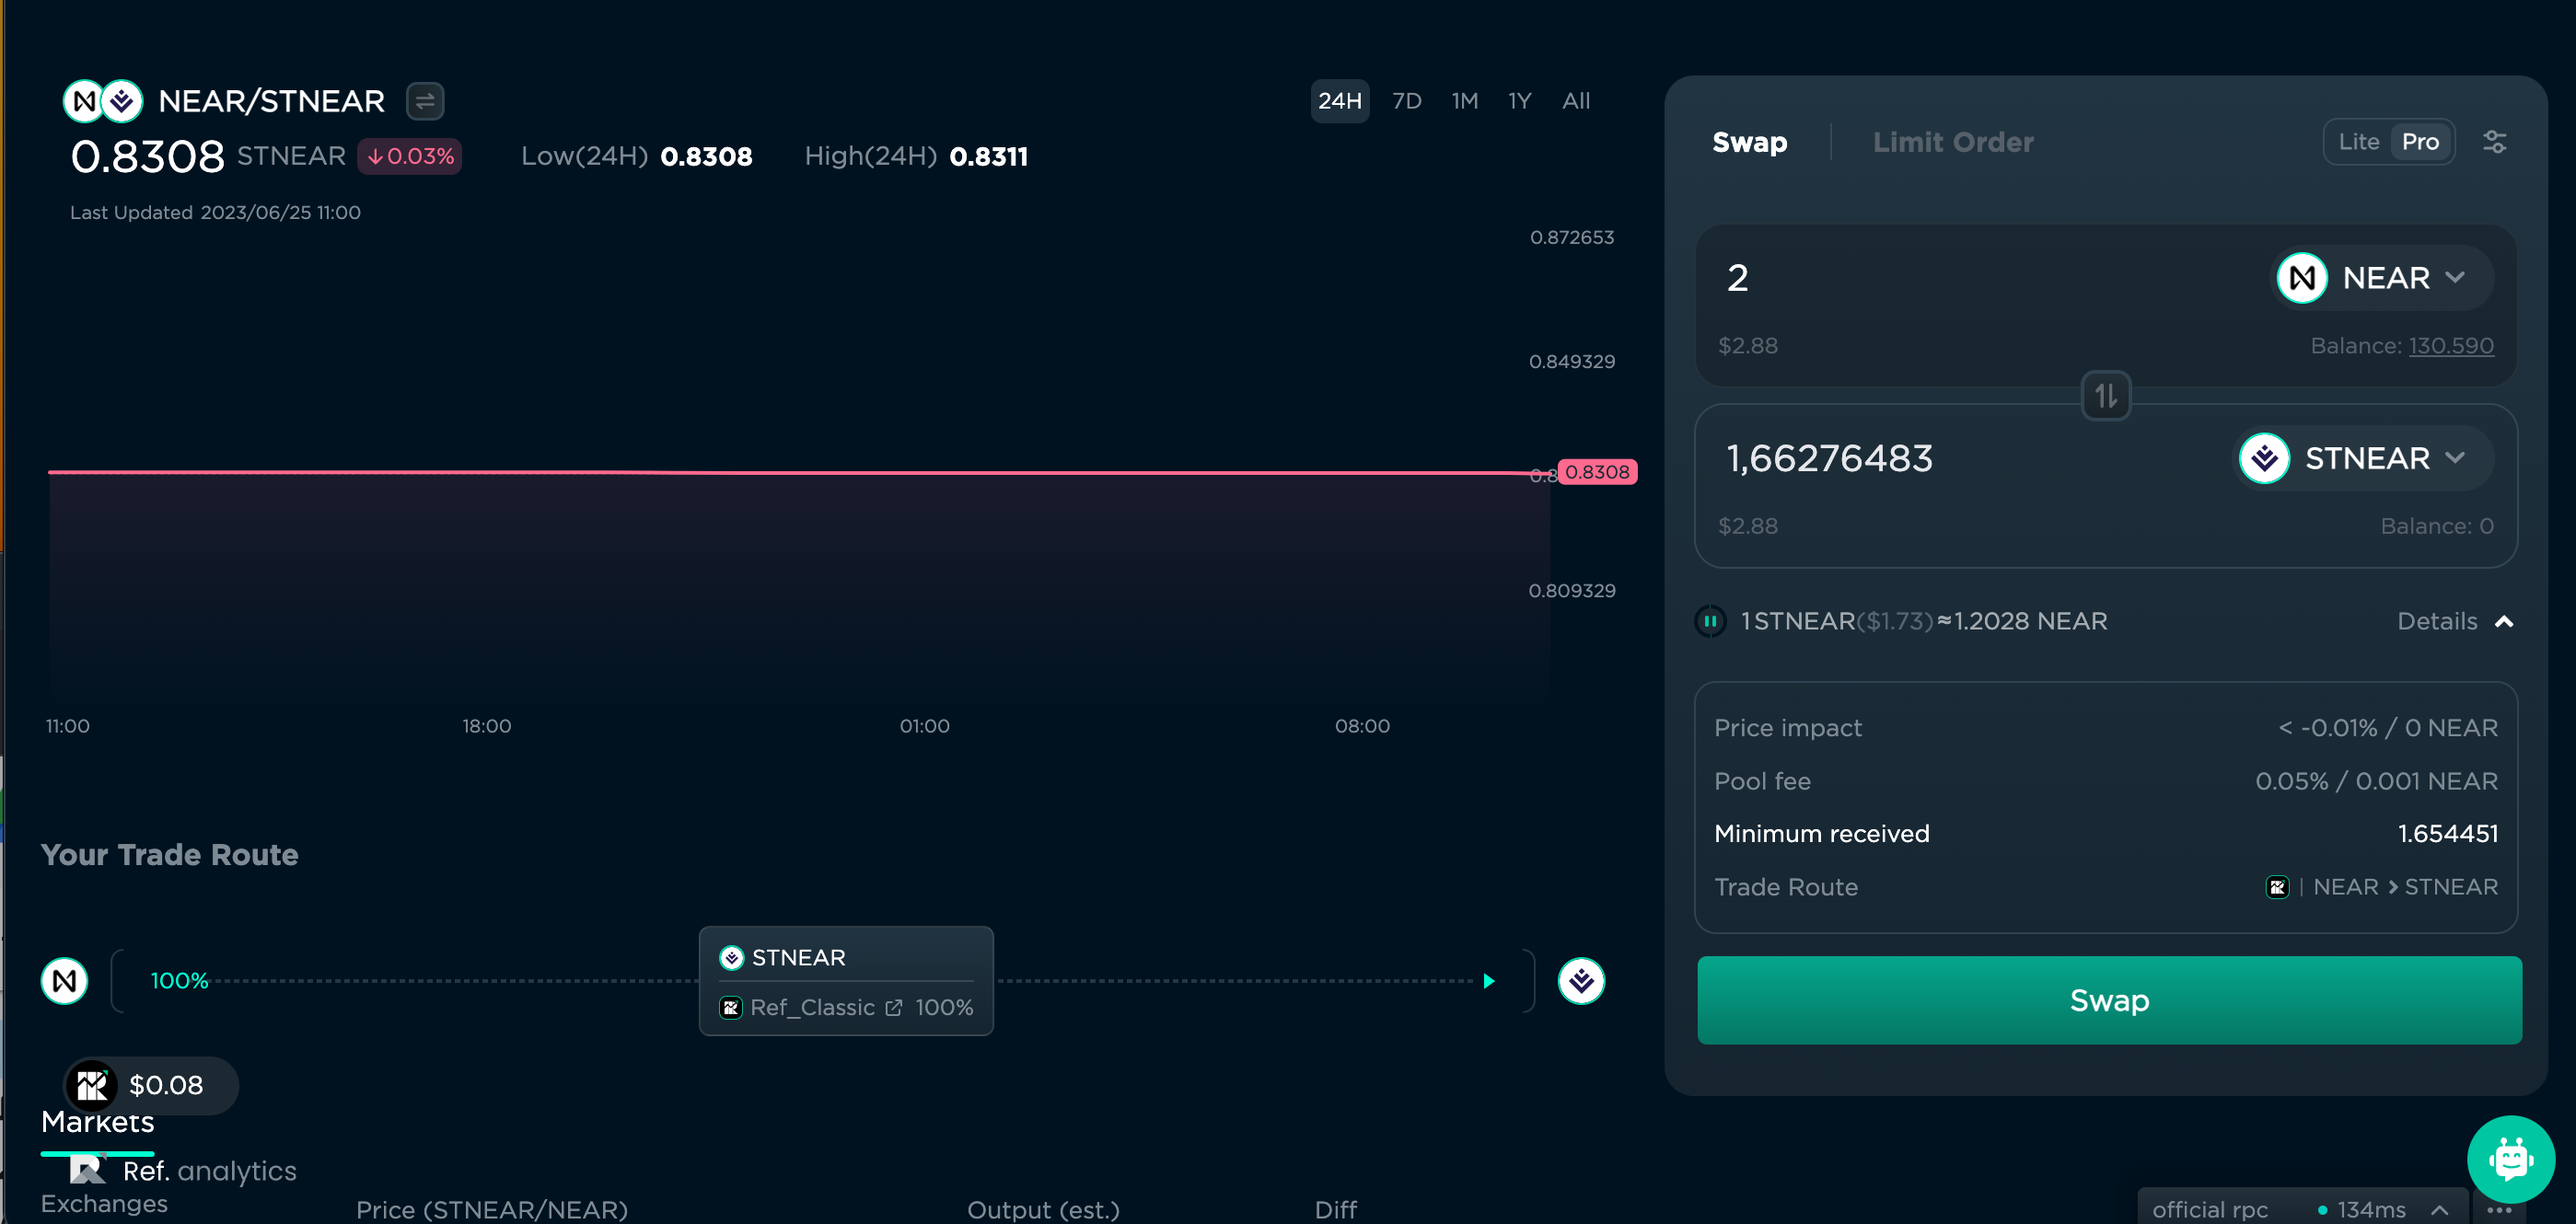 NEAR/STNEAR
24H 7D 1M 1Y All
0.8308 STNEAR ↓0.03% Low(24H) 0.8308 High(24H) 0.8311
Last Updated 2023/06/25 11:00
0.872653
0.849329
0.8308
0.809329
11:00 18:00 01:00 08:00
Your Trade Route
100%
STNEAR
Ref_Classic 100%
$0.08
Markets
Ref. analytics
Exchanges Price (STNEAR/NEAR) Output (est.) Diff
Swap Limit Order Lite Pro
2 NEAR
$2.88 Balance: 130.590
1,66276483 STNEAR
$2.88 Balance: 0
1 STNEAR($1.73)≈1.2028 NEAR Details
Price impact < -0.01% / 0 NEAR
Pool fee 0.05% / 0.001 NEAR
Minimum received 1.654451
Trade Route | NEAR > STNEAR
Swap
official rpc 134ms